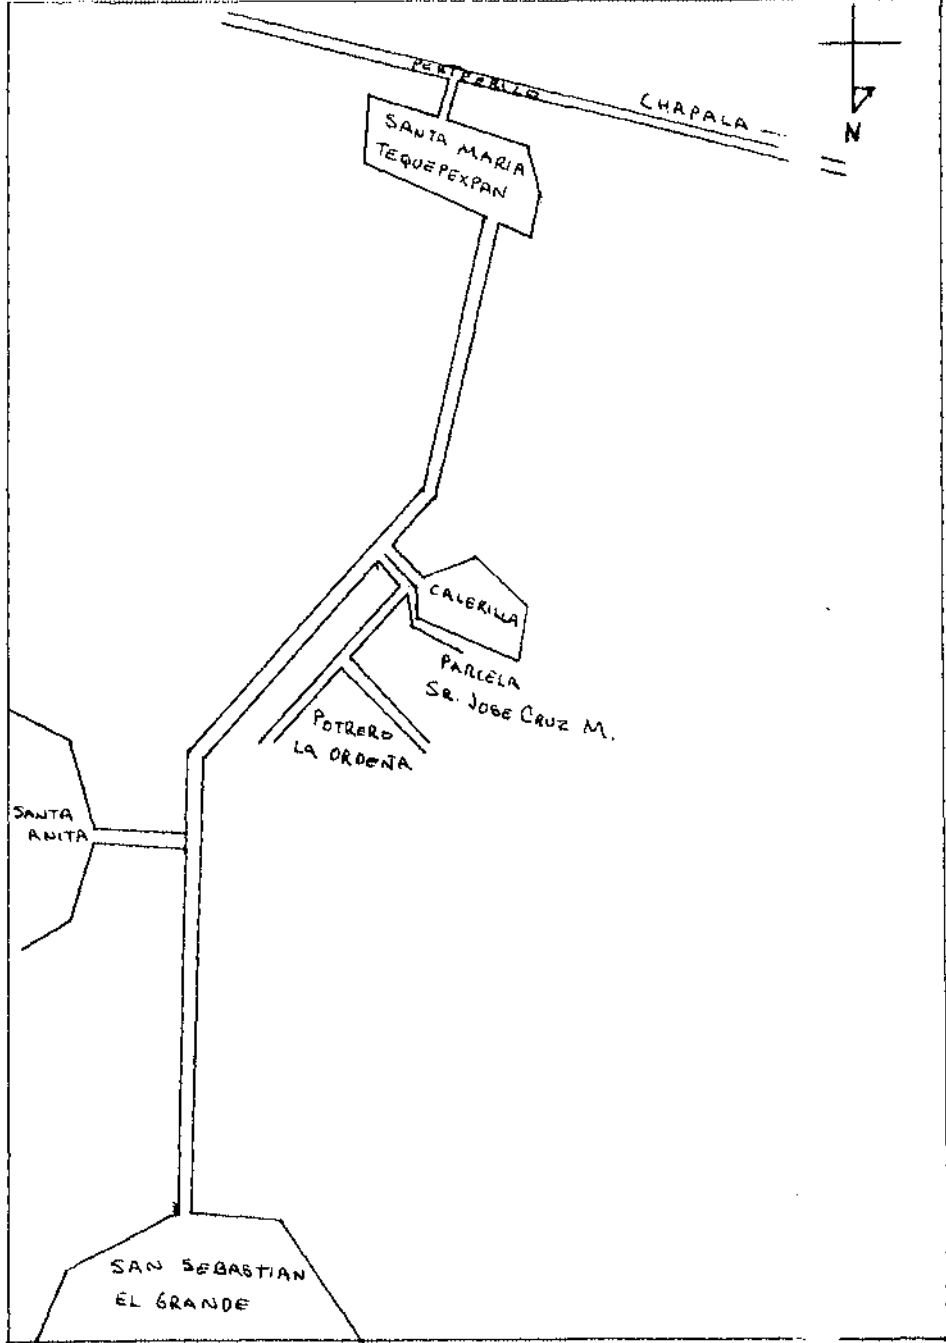 PERIFERICO
CHAPALA
N
SANTA MARIA
TEQUEPEXPAN
CALERILLA
PARCELA
SR. JOSE CRUZ M.
POTRERO
LA ORDEÑA
SANTA
ANITA
SAN SEBASTIAN
EL GRANDE